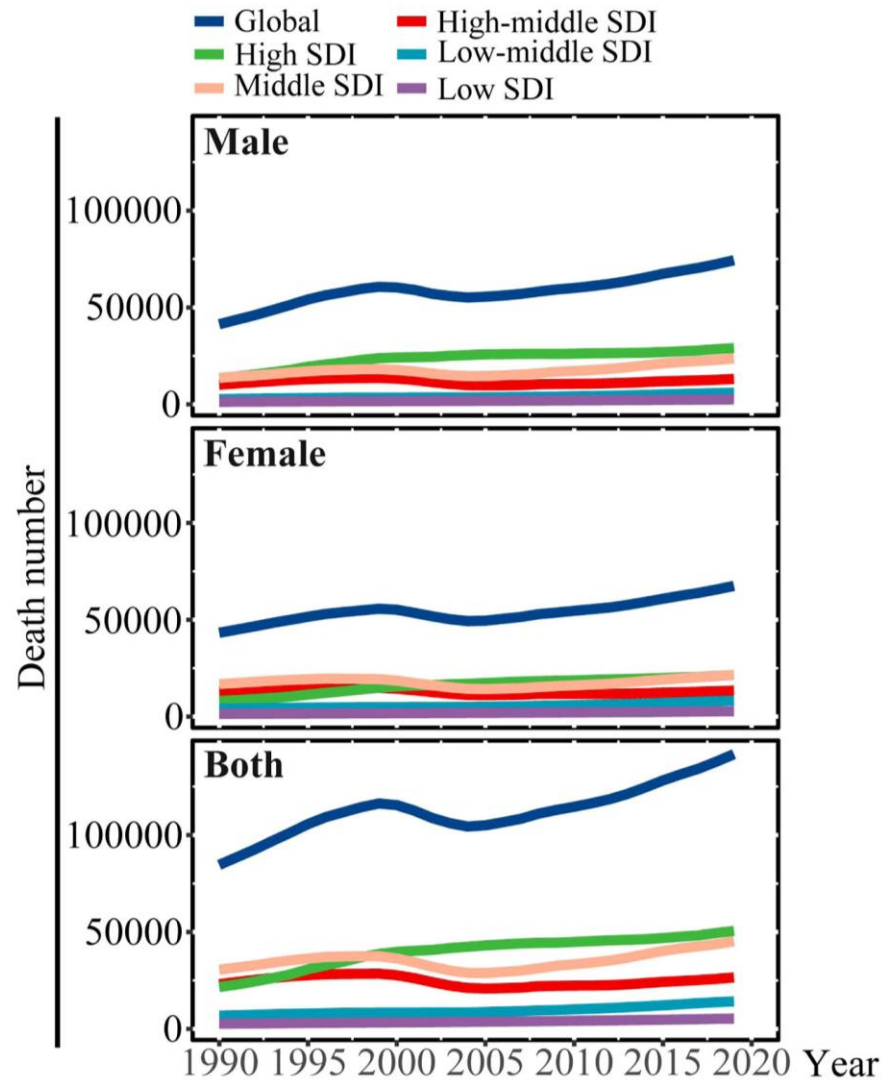 Global High-middle SDI
High SDI Low-middle SDI
Middle SDI Low SDI
Male
100000
50000
0
Female
100000
50000
0
Both
100000
50000
0
Death number
1990 1995 2000 2005 2010 2015 2020 Year